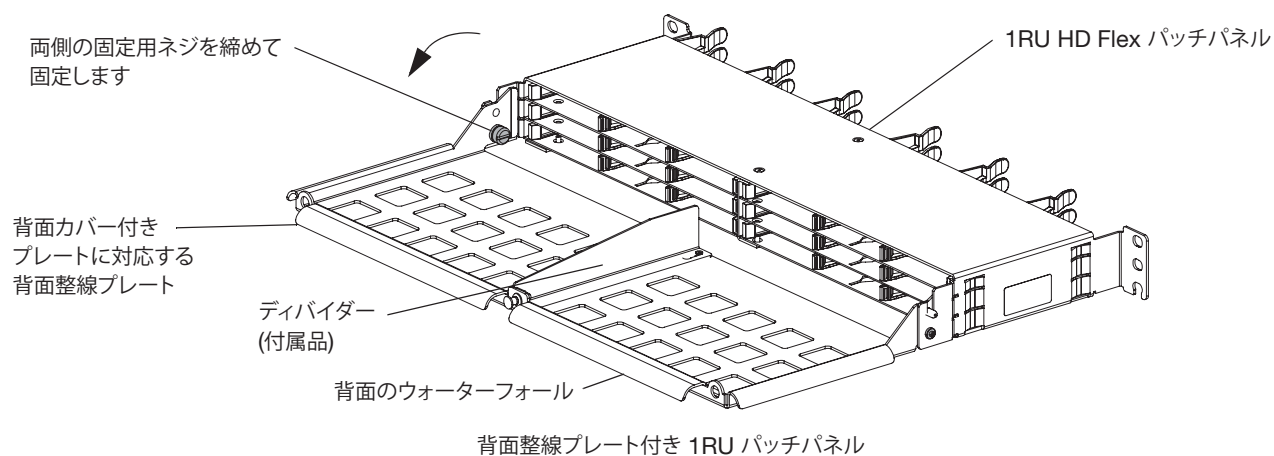 両側の固定用ネジを締めて
固定します
1RU HD Flex パッチパネル
背面カバー付き
プレートに対応する
背面整線プレート
ディバイダー
(付属品)
背面のウォーターフォール
背面整線プレート付き 1RU パッチパネル